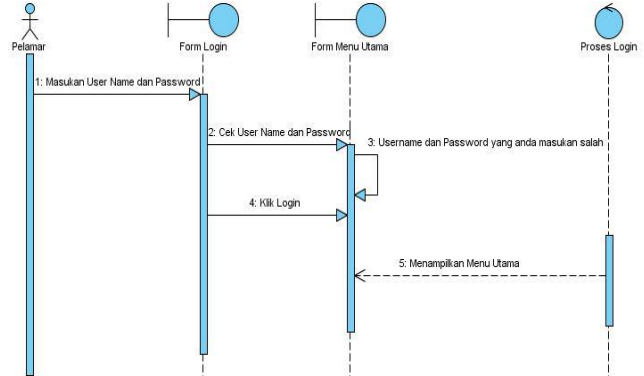 Pelamar
Form Login
Form Menu Utama
Proses Login
1: Masukan User Name dan Password
2: Cek User Name dan Password
3: Username dan Password yang anda masukan salah
4: Klik Login
5: Menampilkan Menu Utama